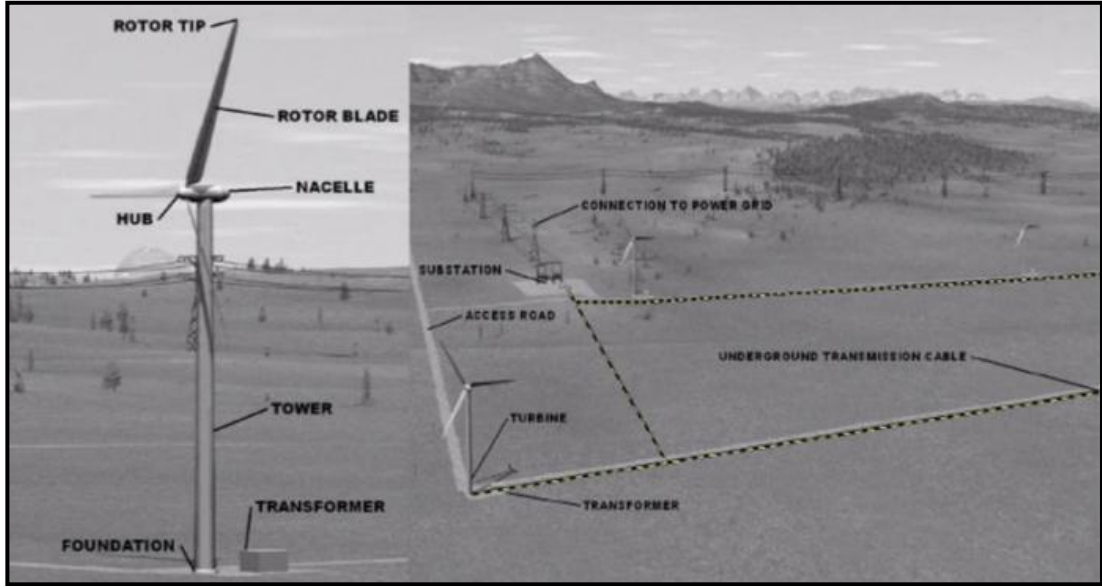 ROTOR TIP
ROTOR BLADE
NACELLE
HUB
TOWER
TRANSFORMER
FOUNDATION
CONNECTION TO POWER GRID
SUBSTATION
ACCESS ROAD
UNDERGROUND TRANSMISSION CABLE
TURBINE
TRANSFORMER